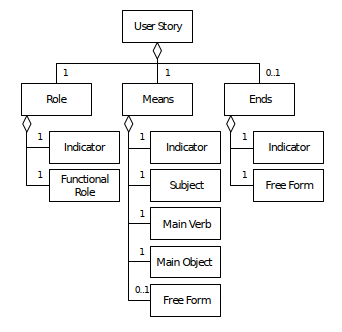 User Story
1 1 0..1
Role Means Ends
1 1 1
Indicator Indicator Indicator
1 1 1
Functional
Role
Subject
Free Form
1
Main Verb
1
Main Object
0..1
Free Form